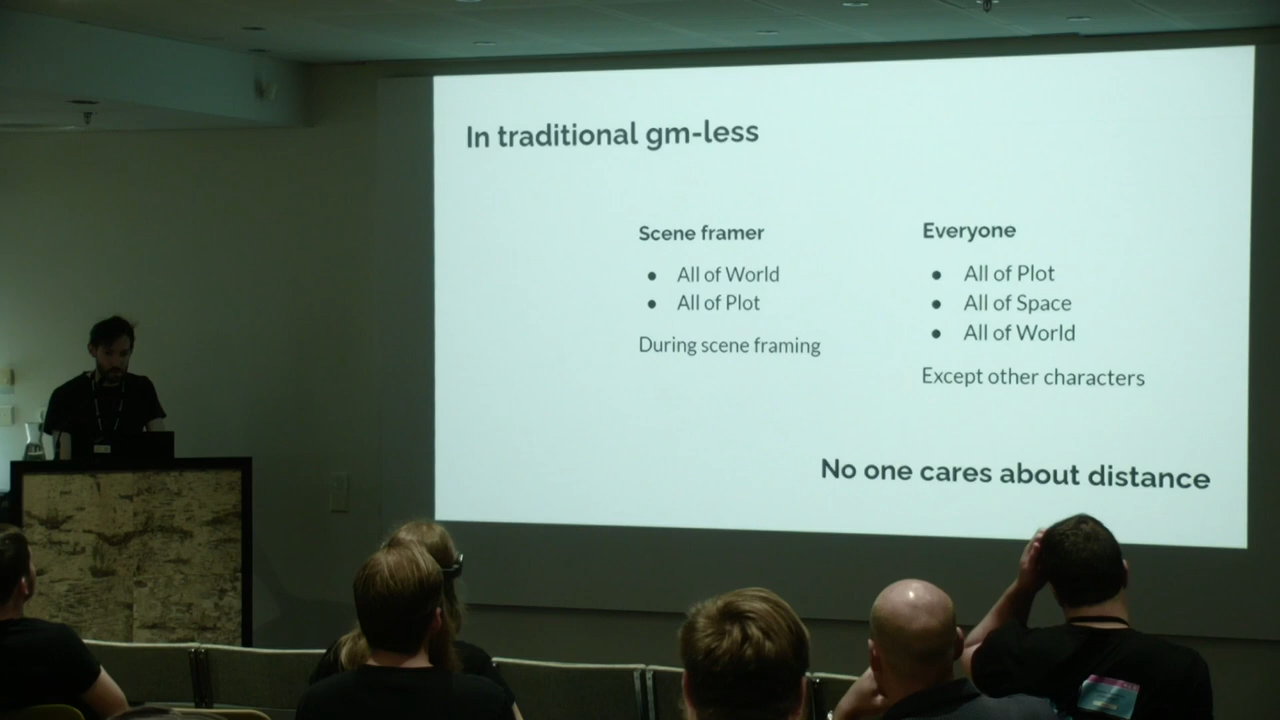 In traditional gm-less
Scene framer
● All of World
● All of Plot
During scene framing
Everyone
● All of Plot
● All of Space
● All of World
Except other characters
No one cares about distance